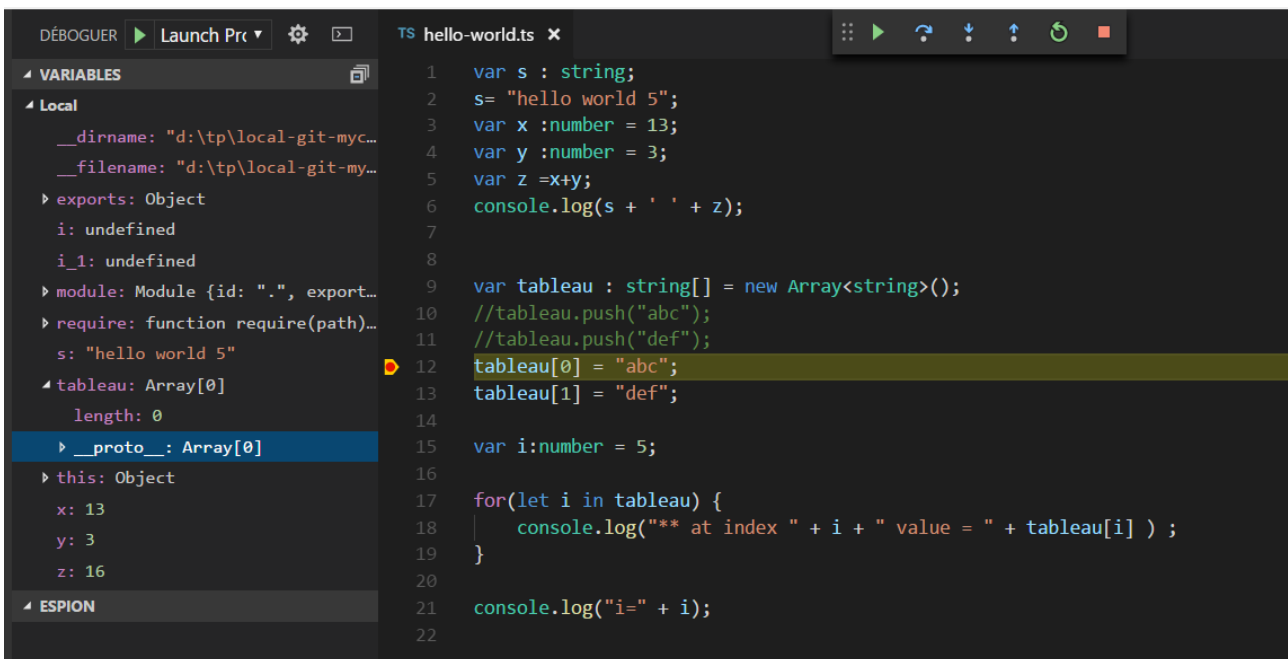 DÉBOGUER Launch Prc
VARIABLES
Local
__dirname: "d:\tp\local-git-myc…
__filename: "d:\tp\local-git-my…
exports: Object
i: undefined
i_1: undefined
module: Module {id: ".", export…
require: function require(path)…
s: "hello world 5"
tableau: Array[0]
length: 0
__proto__: Array[0]
this: Object
x: 13
y: 3
z: 16
ESPION
TS hello-world.ts ×
1 var s : string;
2 s= "hello world 5";
3 var x :number = 13;
4 var y :number = 3;
5 var z =x+y;
6 console.log(s + ' ' + z);
7
8
9 var tableau : string[] = new Array<string>();
10 //tableau.push("abc");
11 //tableau.push("def");
12 tableau[0] = "abc";
13 tableau[1] = "def";
14
15 var i:number = 5;
16
17 for(let i in tableau) {
18 console.log("** at index " + i + " value = " + tableau[i] ) ;
19 }
20
21 console.log("i=" + i);
22